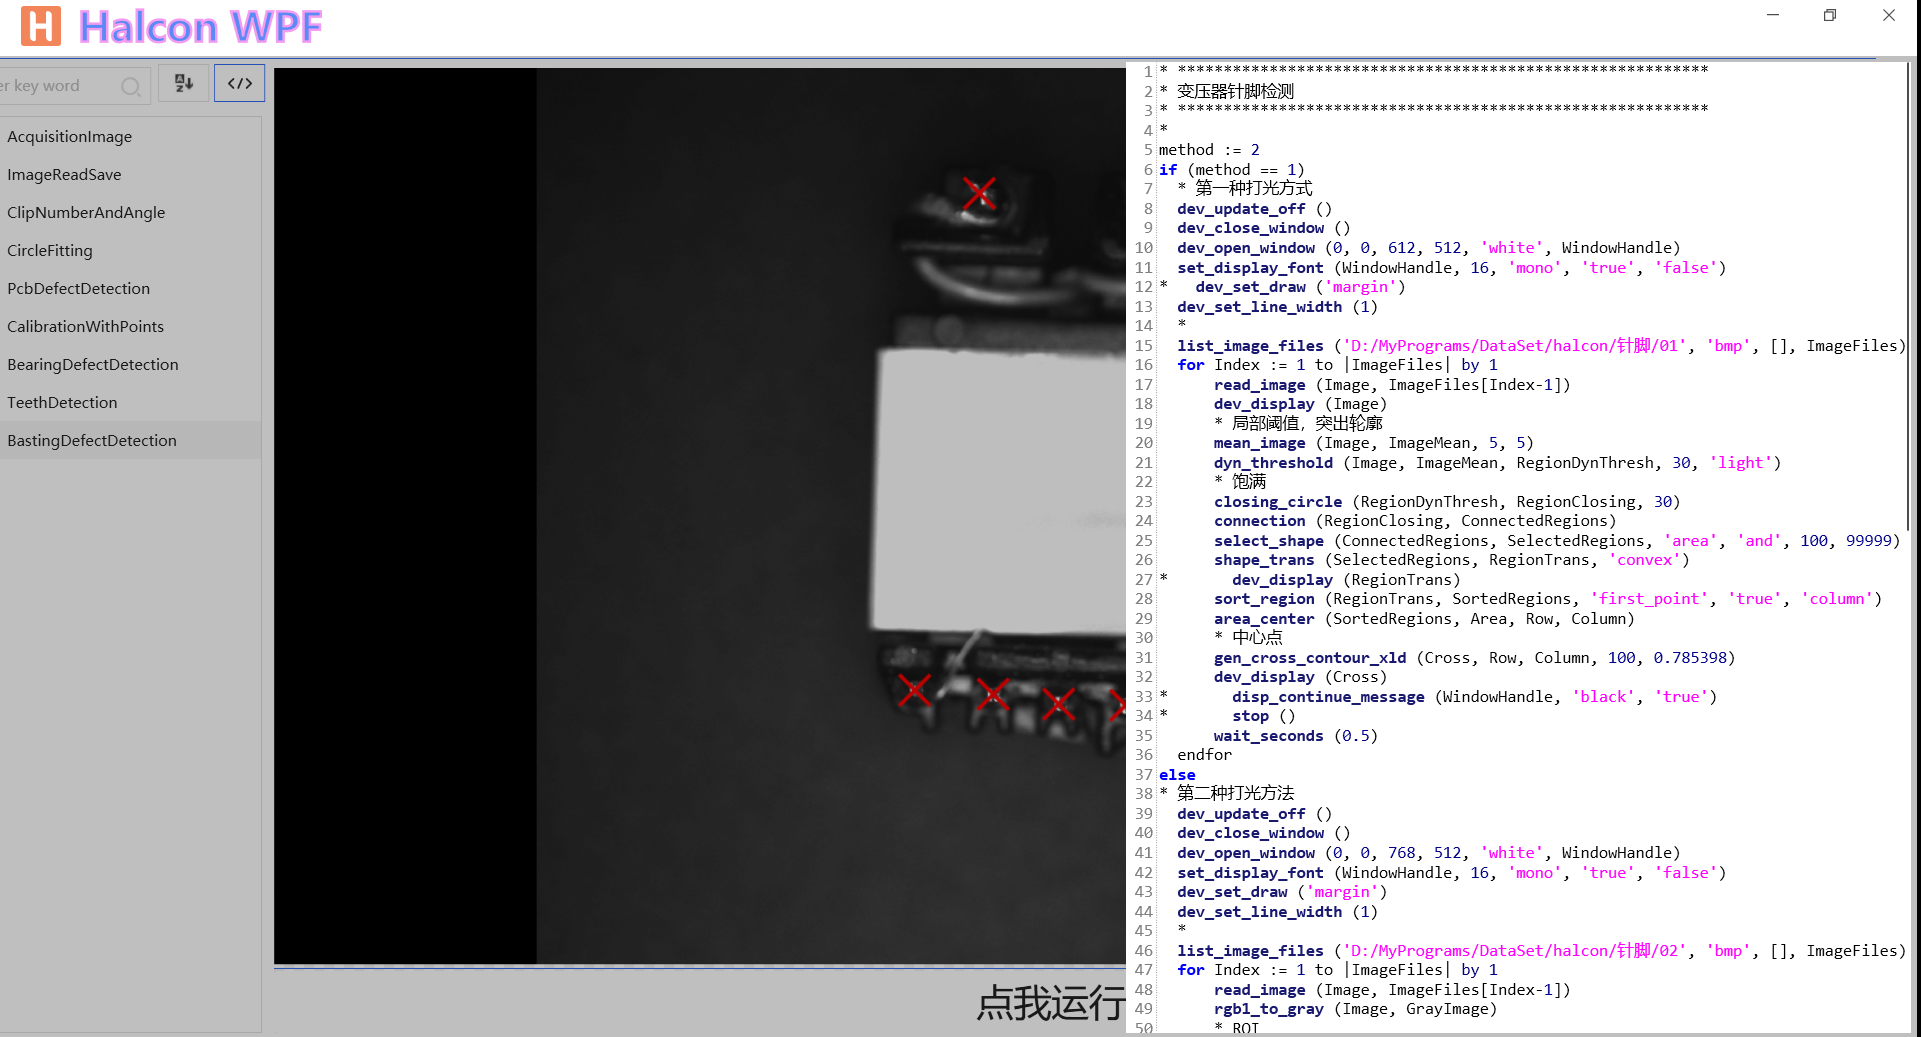 Halcon WPF
er key word
</>
AcquisitionImage
ImageReadSave
ClipNumberAndAngle
CircleFitting
PcbDefectDetection
CalibrationWithPoints
BearingDefectDetection
TeethDetection
BastingDefectDetection
点我运行
1 * **********************************************************
2 * 变压器针脚检测
3 * **********************************************************
4 *
5 method := 2
6 if (method == 1)
7 * 第一种打光方式
8 dev_update_off ()
9 dev_close_window ()
10 dev_open_window (0, 0, 612, 512, 'white', WindowHandle)
11 set_display_font (WindowHandle, 16, 'mono', 'true', 'false')
12 * dev_set_draw ('margin')
13 dev_set_line_width (1)
14 *
15 list_image_files ('D:/MyPrograms/DataSet/halcon/针脚/01', 'bmp', [], ImageFiles)
16 for Index := 1 to |ImageFiles| by 1
17 read_image (Image, ImageFiles[Index-1])
18 dev_display (Image)
19 * 局部阈值，突出轮廓
20 mean_image (Image, ImageMean, 5, 5)
21 dyn_threshold (Image, ImageMean, RegionDynThresh, 30, 'light')
22 * 饱满
23 closing_circle (RegionDynThresh, RegionClosing, 30)
24 connection (RegionClosing, ConnectedRegions)
25 select_shape (ConnectedRegions, SelectedRegions, 'area', 'and', 100, 99999)
26 shape_trans (SelectedRegions, RegionTrans, 'convex')
27 * dev_display (RegionTrans)
28 sort_region (RegionTrans, SortedRegions, 'first_point', 'true', 'column')
29 area_center (SortedRegions, Area, Row, Column)
30 * 中心点
31 gen_cross_contour_xld (Cross, Row, Column, 100, 0.785398)
32 dev_display (Cross)
33 * disp_continue_message (WindowHandle, 'black', 'true')
34 * stop ()
35 wait_seconds (0.5)
36 endfor
37 else
38 * 第二种打光方法
39 dev_update_off ()
40 dev_close_window ()
41 dev_open_window (0, 0, 768, 512, 'white', WindowHandle)
42 set_display_font (WindowHandle, 16, 'mono', 'true', 'false')
43 dev_set_draw ('margin')
44 dev_set_line_width (1)
45 *
46 list_image_files ('D:/MyPrograms/DataSet/halcon/针脚/02', 'bmp', [], ImageFiles)
47 for Index := 1 to |ImageFiles| by 1
48 read_image (Image, ImageFiles[Index-1])
49 rgb1_to_gray (Image, GrayImage)
50 * ROI